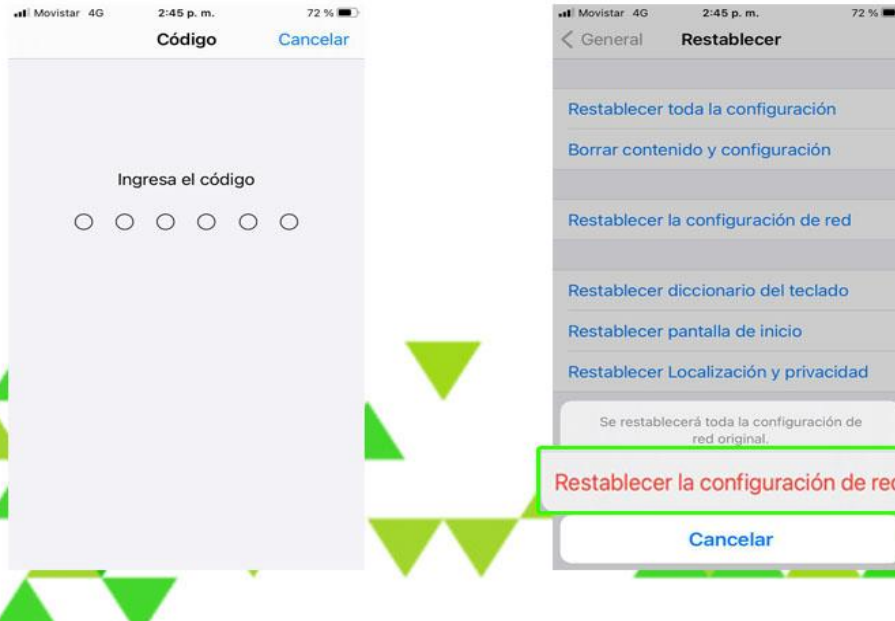 Movistar 4G 2:45 p. m. 72 %
Código Cancelar
Ingresa el código
Movistar 4G 2:45 p. m. 72 %
General Restablecer
Restablecer toda la configuración
Borrar contenido y configuración
Restablecer la configuración de red
Restablecer diccionario del teclado
Restablecer pantalla de inicio
Restablecer Localización y privacidad
Se restablecerá toda la configuración de
red original.
Restablecer la configuración de red
Cancelar